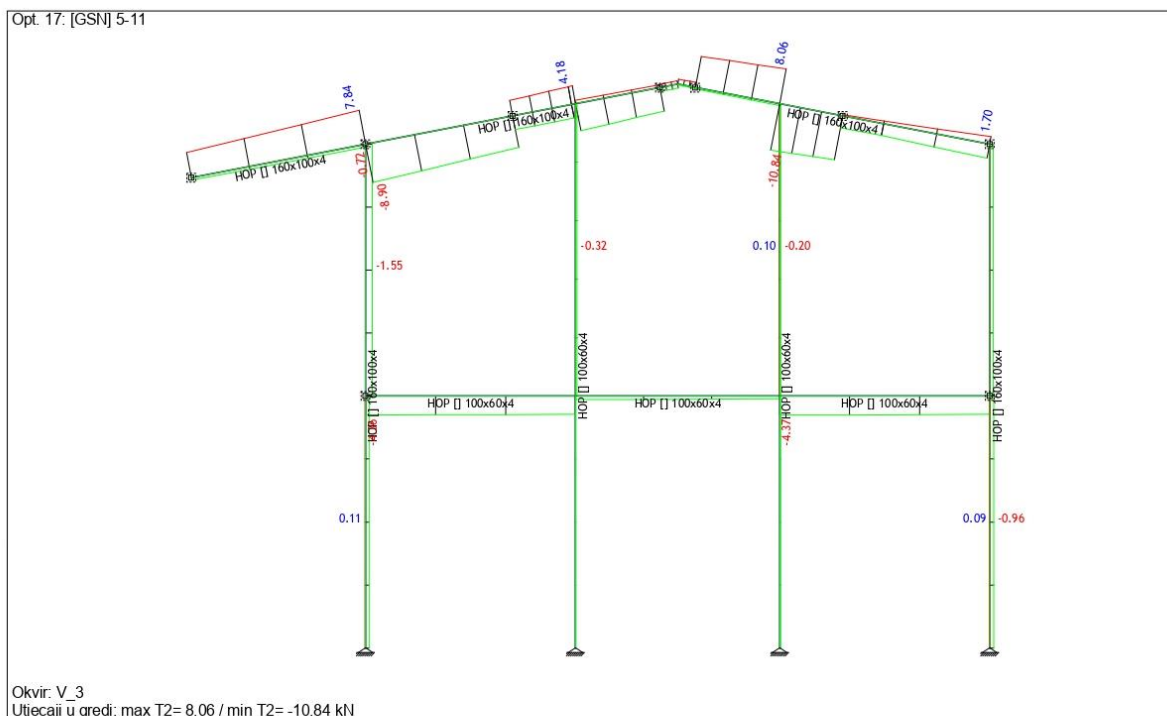 Opt. 17: [GSN] 5-11
8.06
4.18
7.84
HOP [] 160x100x4
HOP [] 160x100x4
1.70
HOP [] 160x100x4
-0.72
-8.90
-10.84
-0.32
0.10
-0.20
-1.55
HOP [] 160x100x4
HOP [] 100x60x4
HOP [] 100x60x4
HOP [] 160x100x4
HOP [] 100x60x4
HOP [] 100x60x4
HOP [] 100x60x4
-4.37
0.11
0.09
-0.96
Okvir: V_3
Utjecaji u gredi: max T2= 8.06 / min T2= -10.84 kN